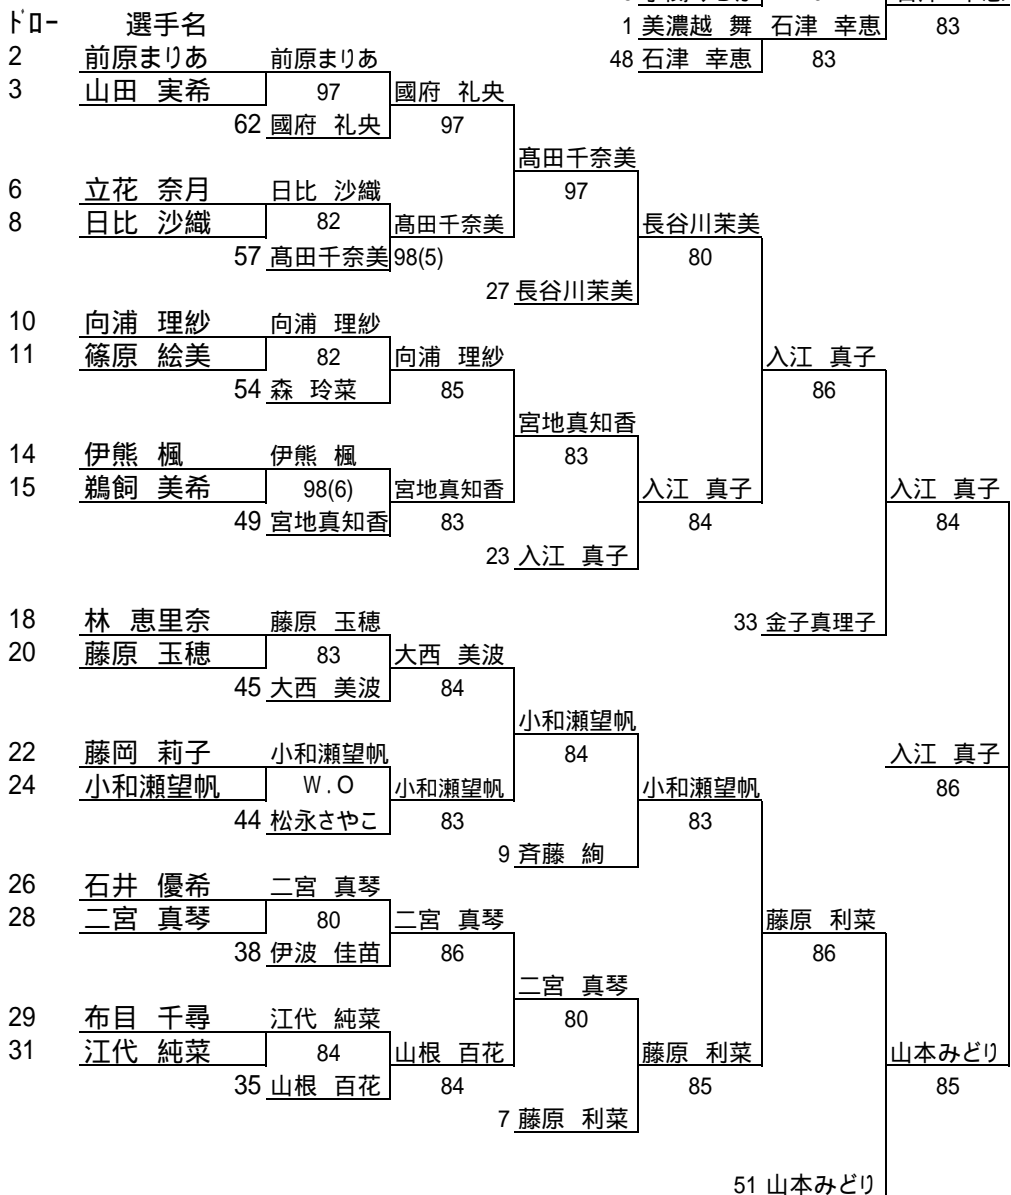 1 美濃越 舞 石津 幸恵 83
ﾄﾞﾛｰ 選手名
48 石津 幸恵 83
2 前原まりあ 前原まりあ
3 山田 実希 97 國府 礼央
62 國府 礼央 97
髙田千奈美
6 立花 奈月 日比 沙織 97
8 日比 沙織 82 髙田千奈美 長谷川茉美
57 髙田千奈美 98(5) 80
27 長谷川茉美
10 向浦 理紗 向浦 理紗
11 篠原 絵美 82 向浦 理紗 入江 真子
54 森 玲菜 85 86
宮地真知香
14 伊熊 楓 伊熊 楓 83
15 鵜飼 美希 98(6) 宮地真知香 入江 真子 入江 真子
49 宮地真知香 83 84 84
23 入江 真子
18 林 恵里奈 藤原 玉穂 33 金子真理子
20 藤原 玉穂 83 大西 美波
45 大西 美波 84
小和瀬望帆
22 藤岡 莉子 小和瀬望帆 84 入江 真子
24 小和瀬望帆 W.O 小和瀬望帆 小和瀬望帆 86
44 松永さやこ 83 83
9 斉藤 絢
26 石井 優希 二宮 真琴
28 二宮 真琴 80 二宮 真琴 藤原 利菜
38 伊波 佳苗 86 86
二宮 真琴
29 布目 千尋 江代 純菜 80
31 江代 純菜 84 山根 百花 藤原 利菜 山本みどり
35 山根 百花 84 85 85
7 藤原 利菜
51 山本みどり